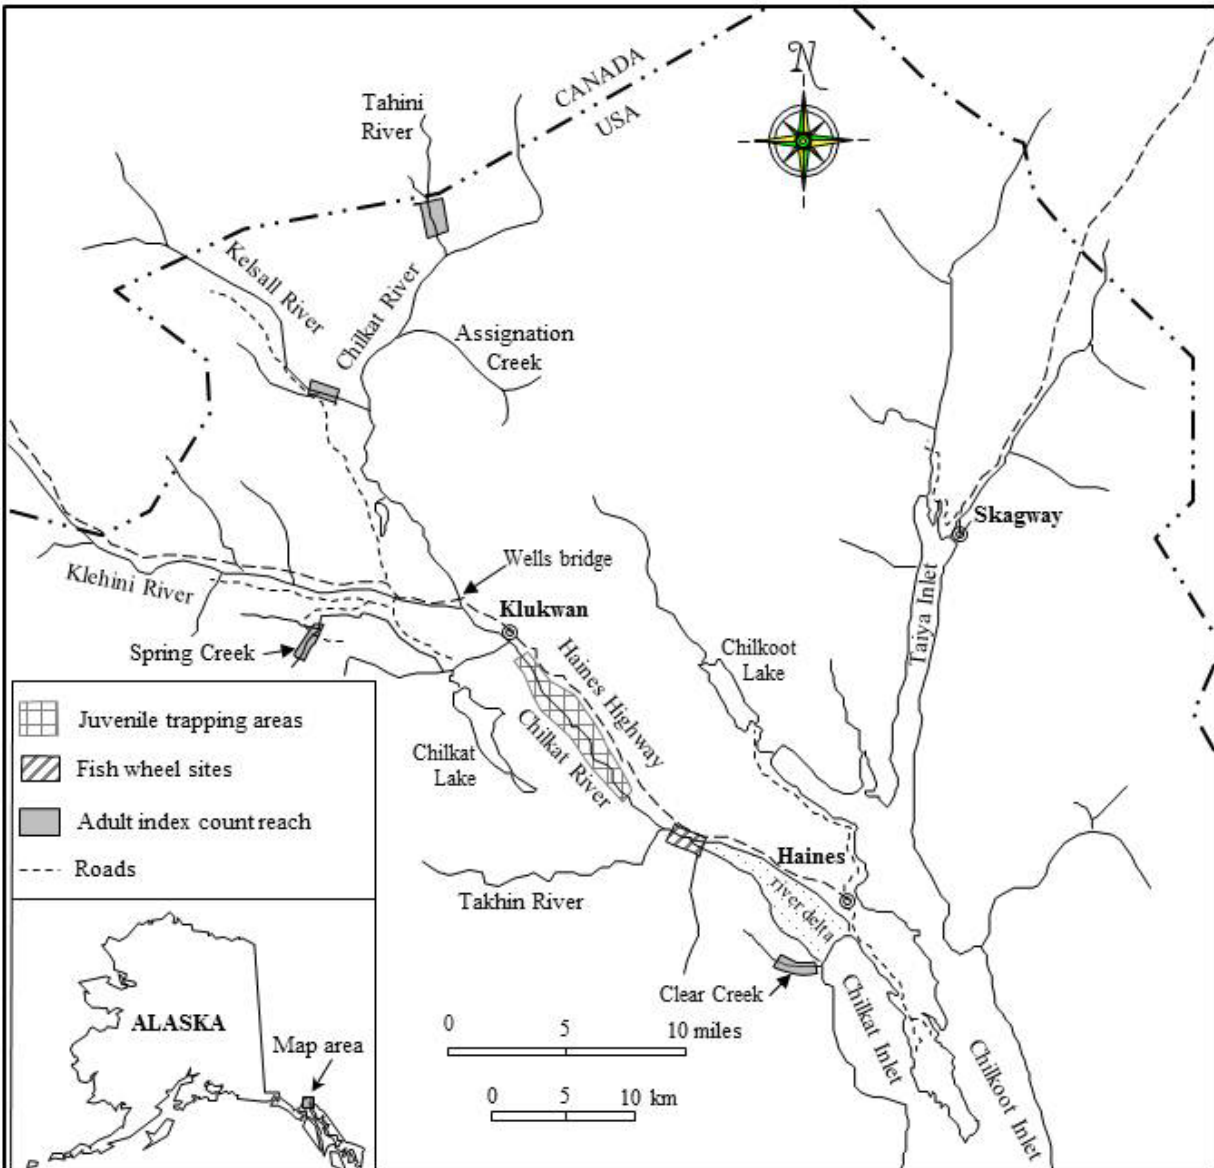 N
CANADA
USA
Tahini
River
Kelsall River
Chilkat River
Assignation
Creek
Skagway
Wells bridge
Klehini River
Klukwan
Taiya Inlet
Spring Creek
Chilkoot
Lake
Haines Highway
Juvenile trapping areas
Chilkat River
Chilkat
Lake
Fish wheel sites
Adult index count reach
Roads
Haines
Takhin River
river delta
Clear Creek
Chilkat Inlet
Chilkoot Inlet
ALASKA
Map area
0 5 10 miles
0 5 10 km